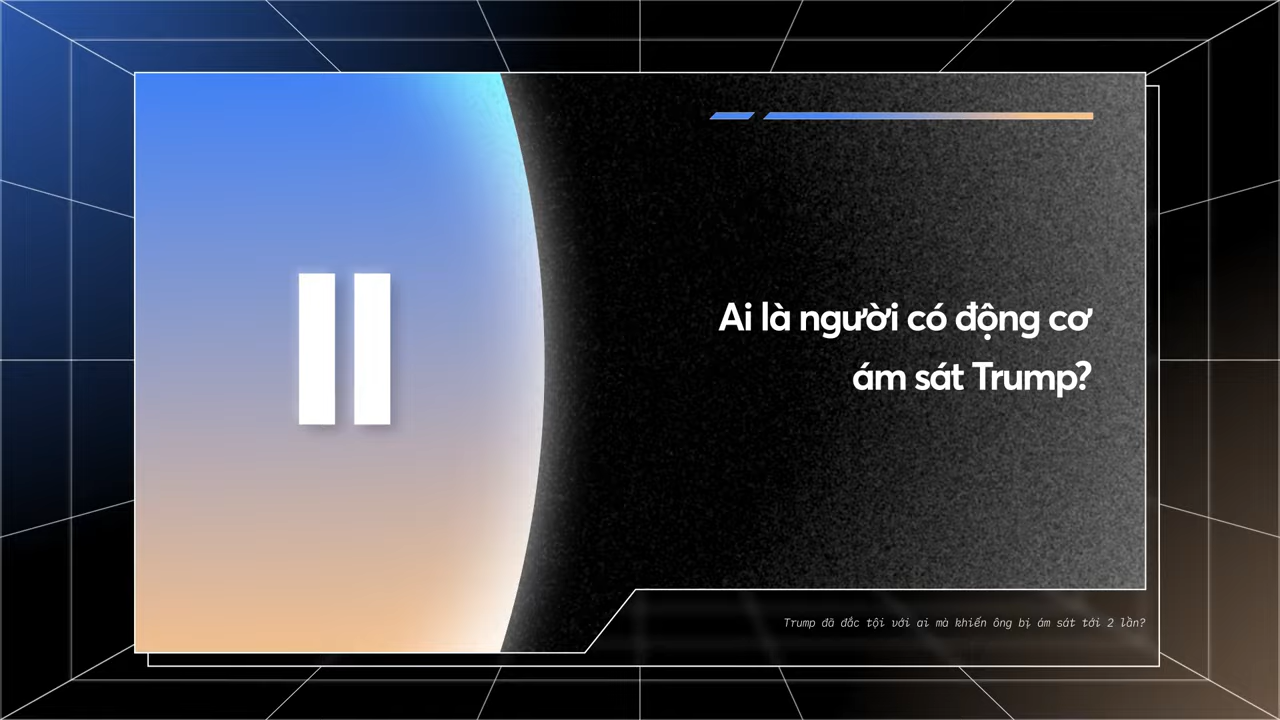 II
Ai là người có động cơ
ám sát Trump?
Trump đã đắc tội với ai mà khiến ông bị ám sát tới 2 lần?